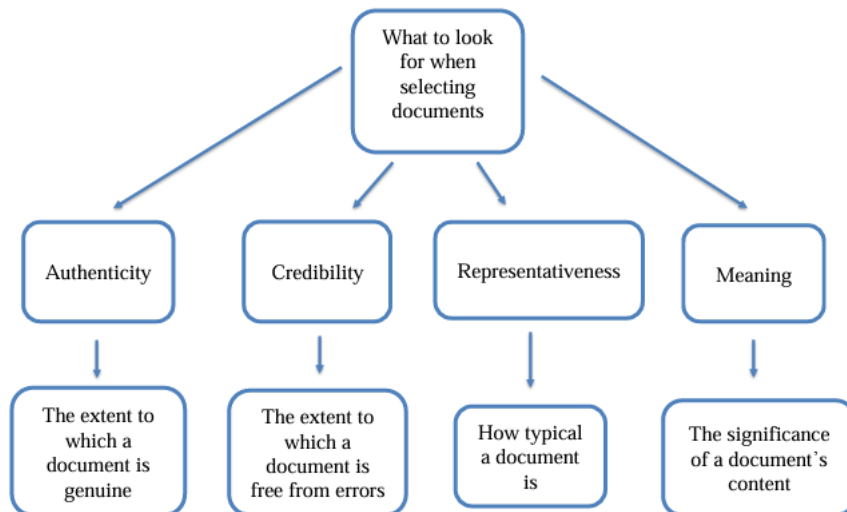 What to look
for when
selecting
documents
Authenticity
Credibility
Representativeness
Meaning
The extent to
which a
document is
genuine
The extent to
which a
document is
free from errors
How typical
a document
is
The significance
of a document’s
content